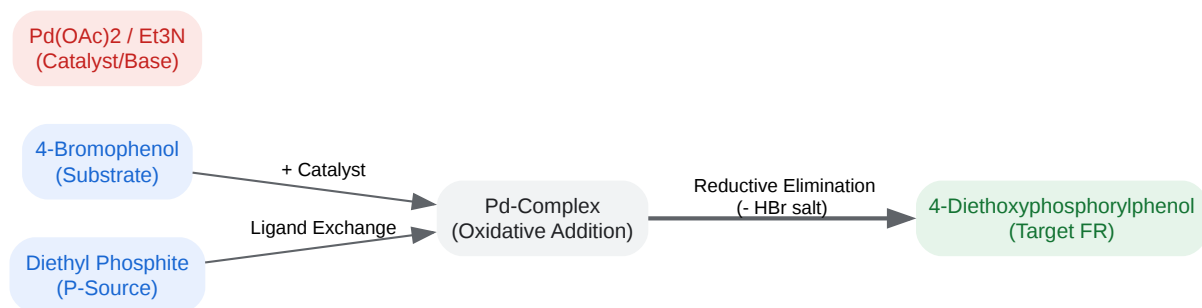 Pd(OAc)2 / Et3N
(Catalyst/Base)
4-Bromophenol
(Substrate)
+ Catalyst
Diethyl Phosphite
(P-Source)
Ligand Exchange
Pd-Complex
(Oxidative Addition)
Reductive Elimination
(- HBr salt)
4-Diethoxyphosphorylphenol
(Target FR)